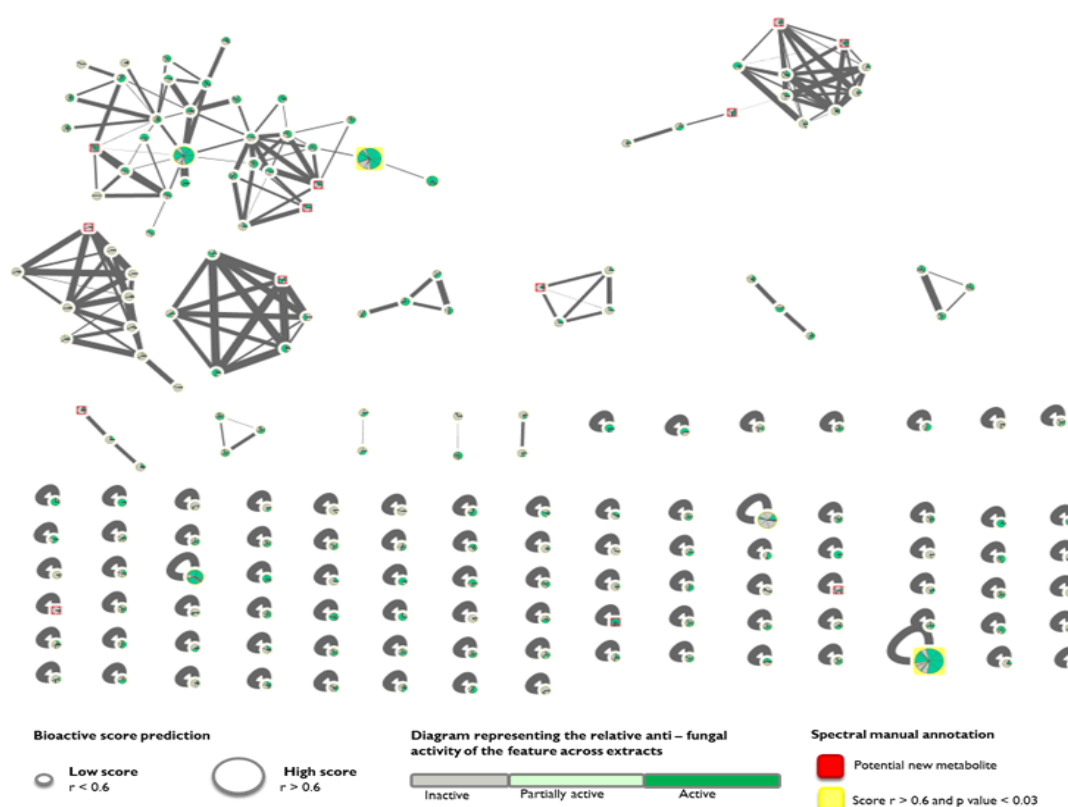 Bioactive score prediction
Low score
r < 0.6
High score
r > 0.6
Diagram representing the relative anti – fungal
activity of the feature across extracts
Inactive
Partially active
Active
Spectral manual annotation
Potential new metabolite
Score r > 0.6 and p value < 0.03